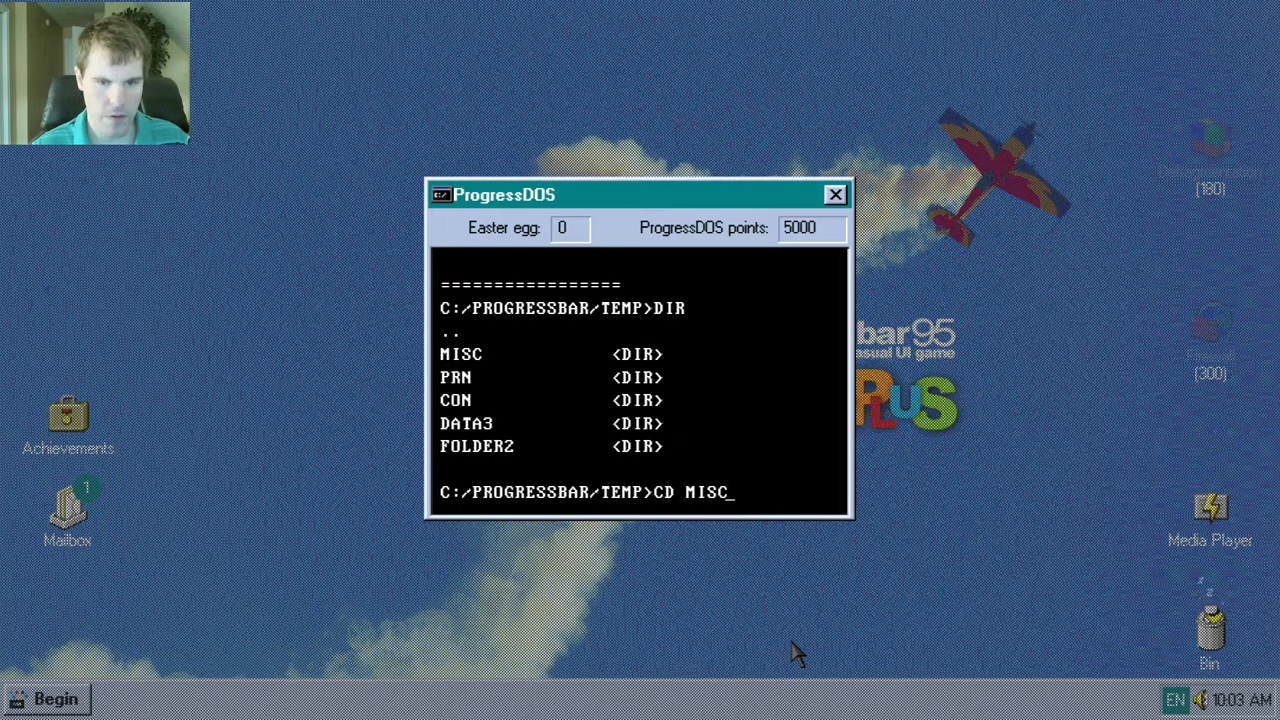 ProgressDOS
Easter egg: 0 ProgressDOS points: 5000
=================
C:/PROGRESSBAR/TEMP>DIR
..
MISC <DIR>
PRN <DIR>
CON <DIR>
DATA3 <DIR>
FOLDER2 <DIR>
C:/PROGRESSBAR/TEMP>CD MISC_
bar95
asual UI game
PLUS
(180)
(300)
Achievements
1
Mailbox
Media Player
z
z
Bin
Begin
EN 10:03 AM